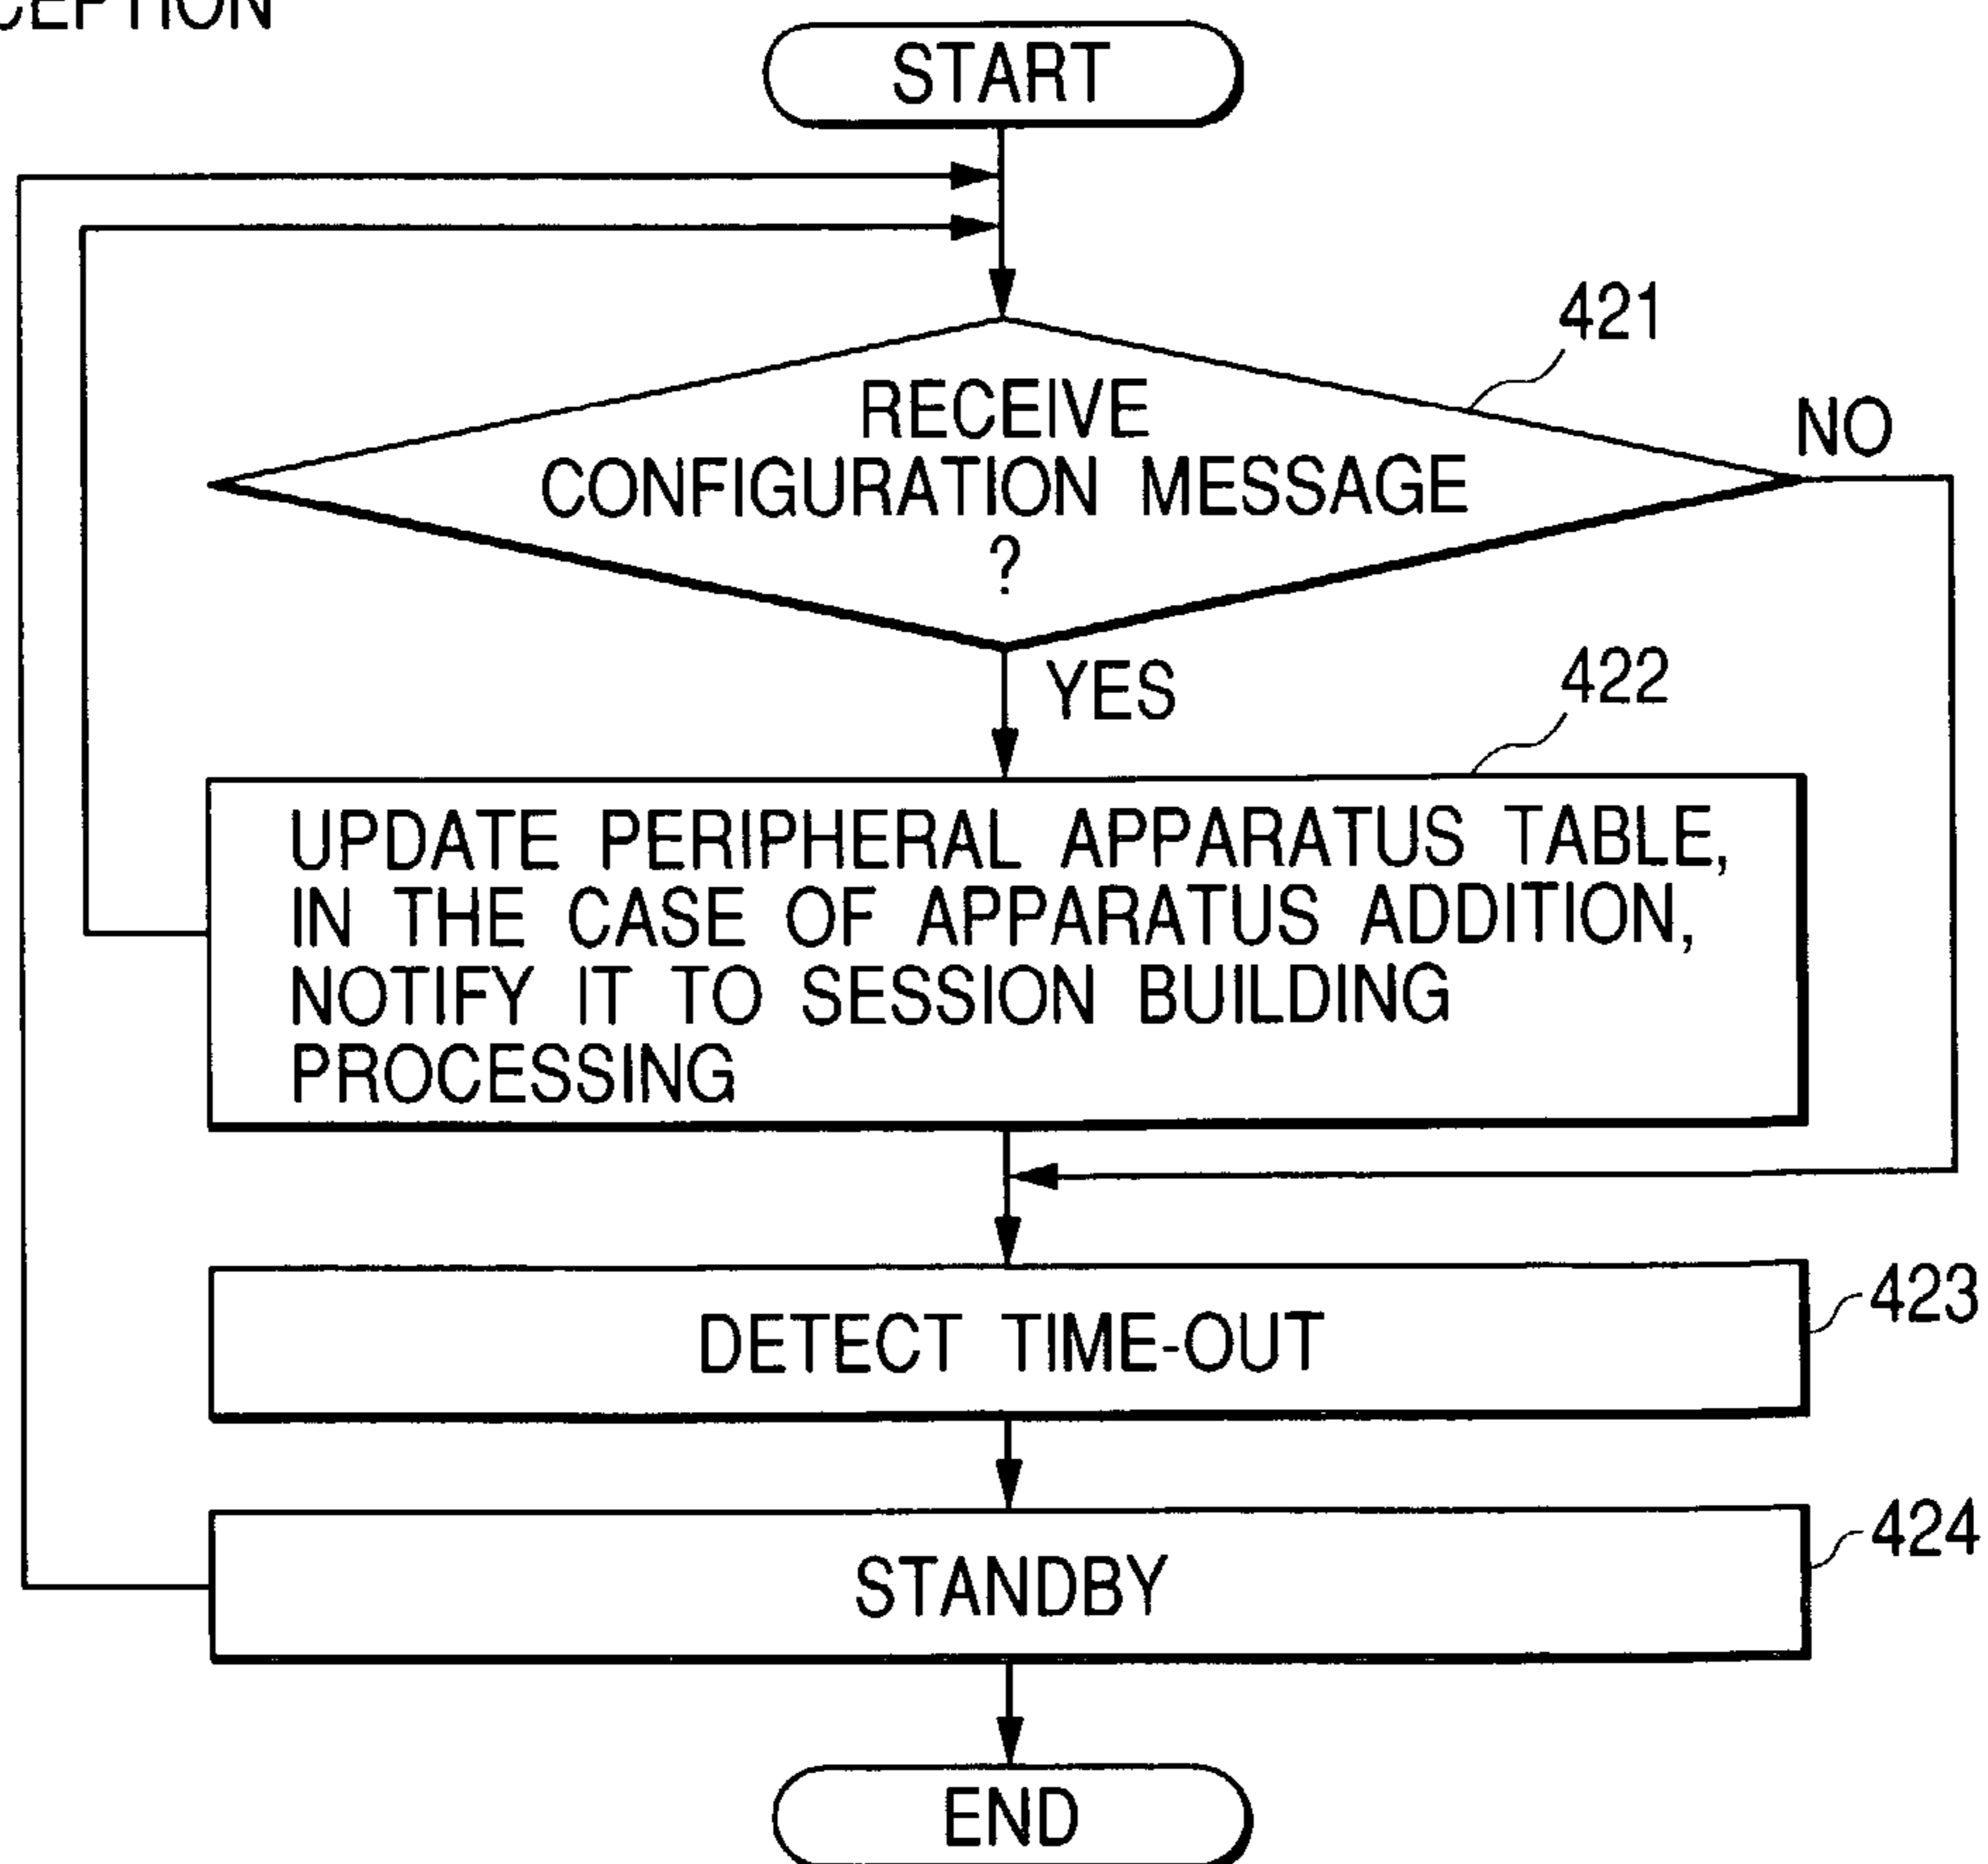 START
421
RECEIVE
CONFIGURATION MESSAGE
?
NO
YES
422
UPDATE PERIPHERAL APPARATUS TABLE,
IN THE CASE OF APPARATUS ADDITION,
NOTIFY IT TO SESSION BUILDING
PROCESSING
423
DETECT TIME-OUT
424
STANDBY
END